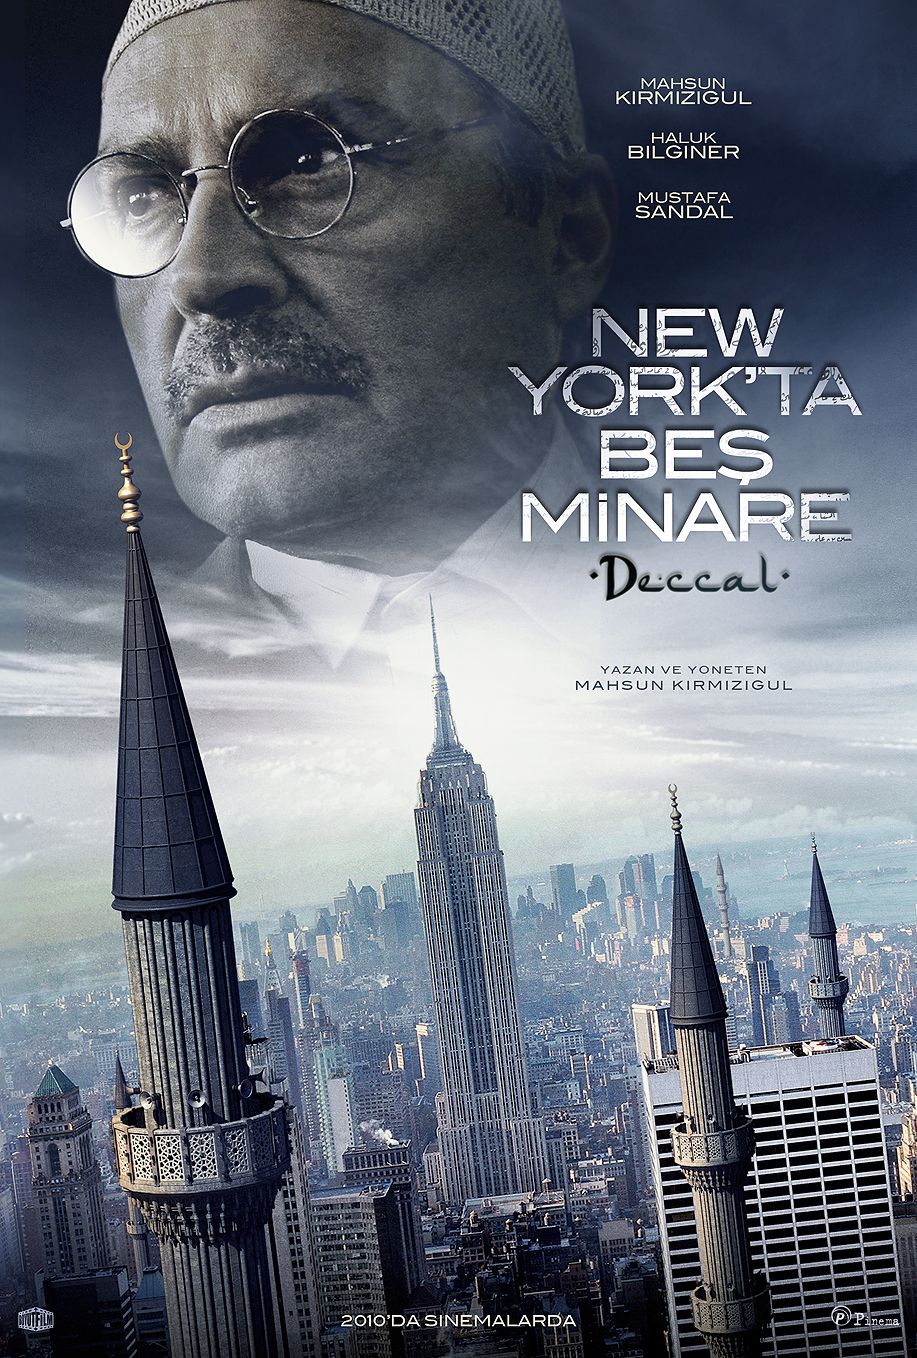 MAHSUN
KIRMIZIGUL
HALUK
BILGINER
MUSTAFA
SANDAL
NEW
YORK'TA
BEŞ
MiNARE
·Deccal·
YAZAN VE YONETEN
MAHSUN KIRMIZIGUL
2010'DA SINEMALARDA
P Pinema